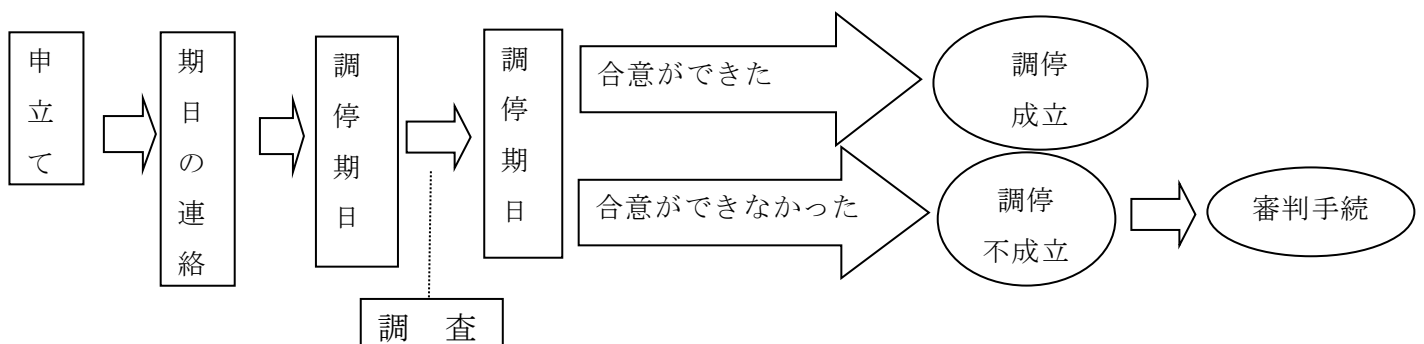 申立て
期日の連絡
調停期日
調停期日
調　査
合意ができた
調停
成立
合意ができなかった
調停
不成立
審判手続